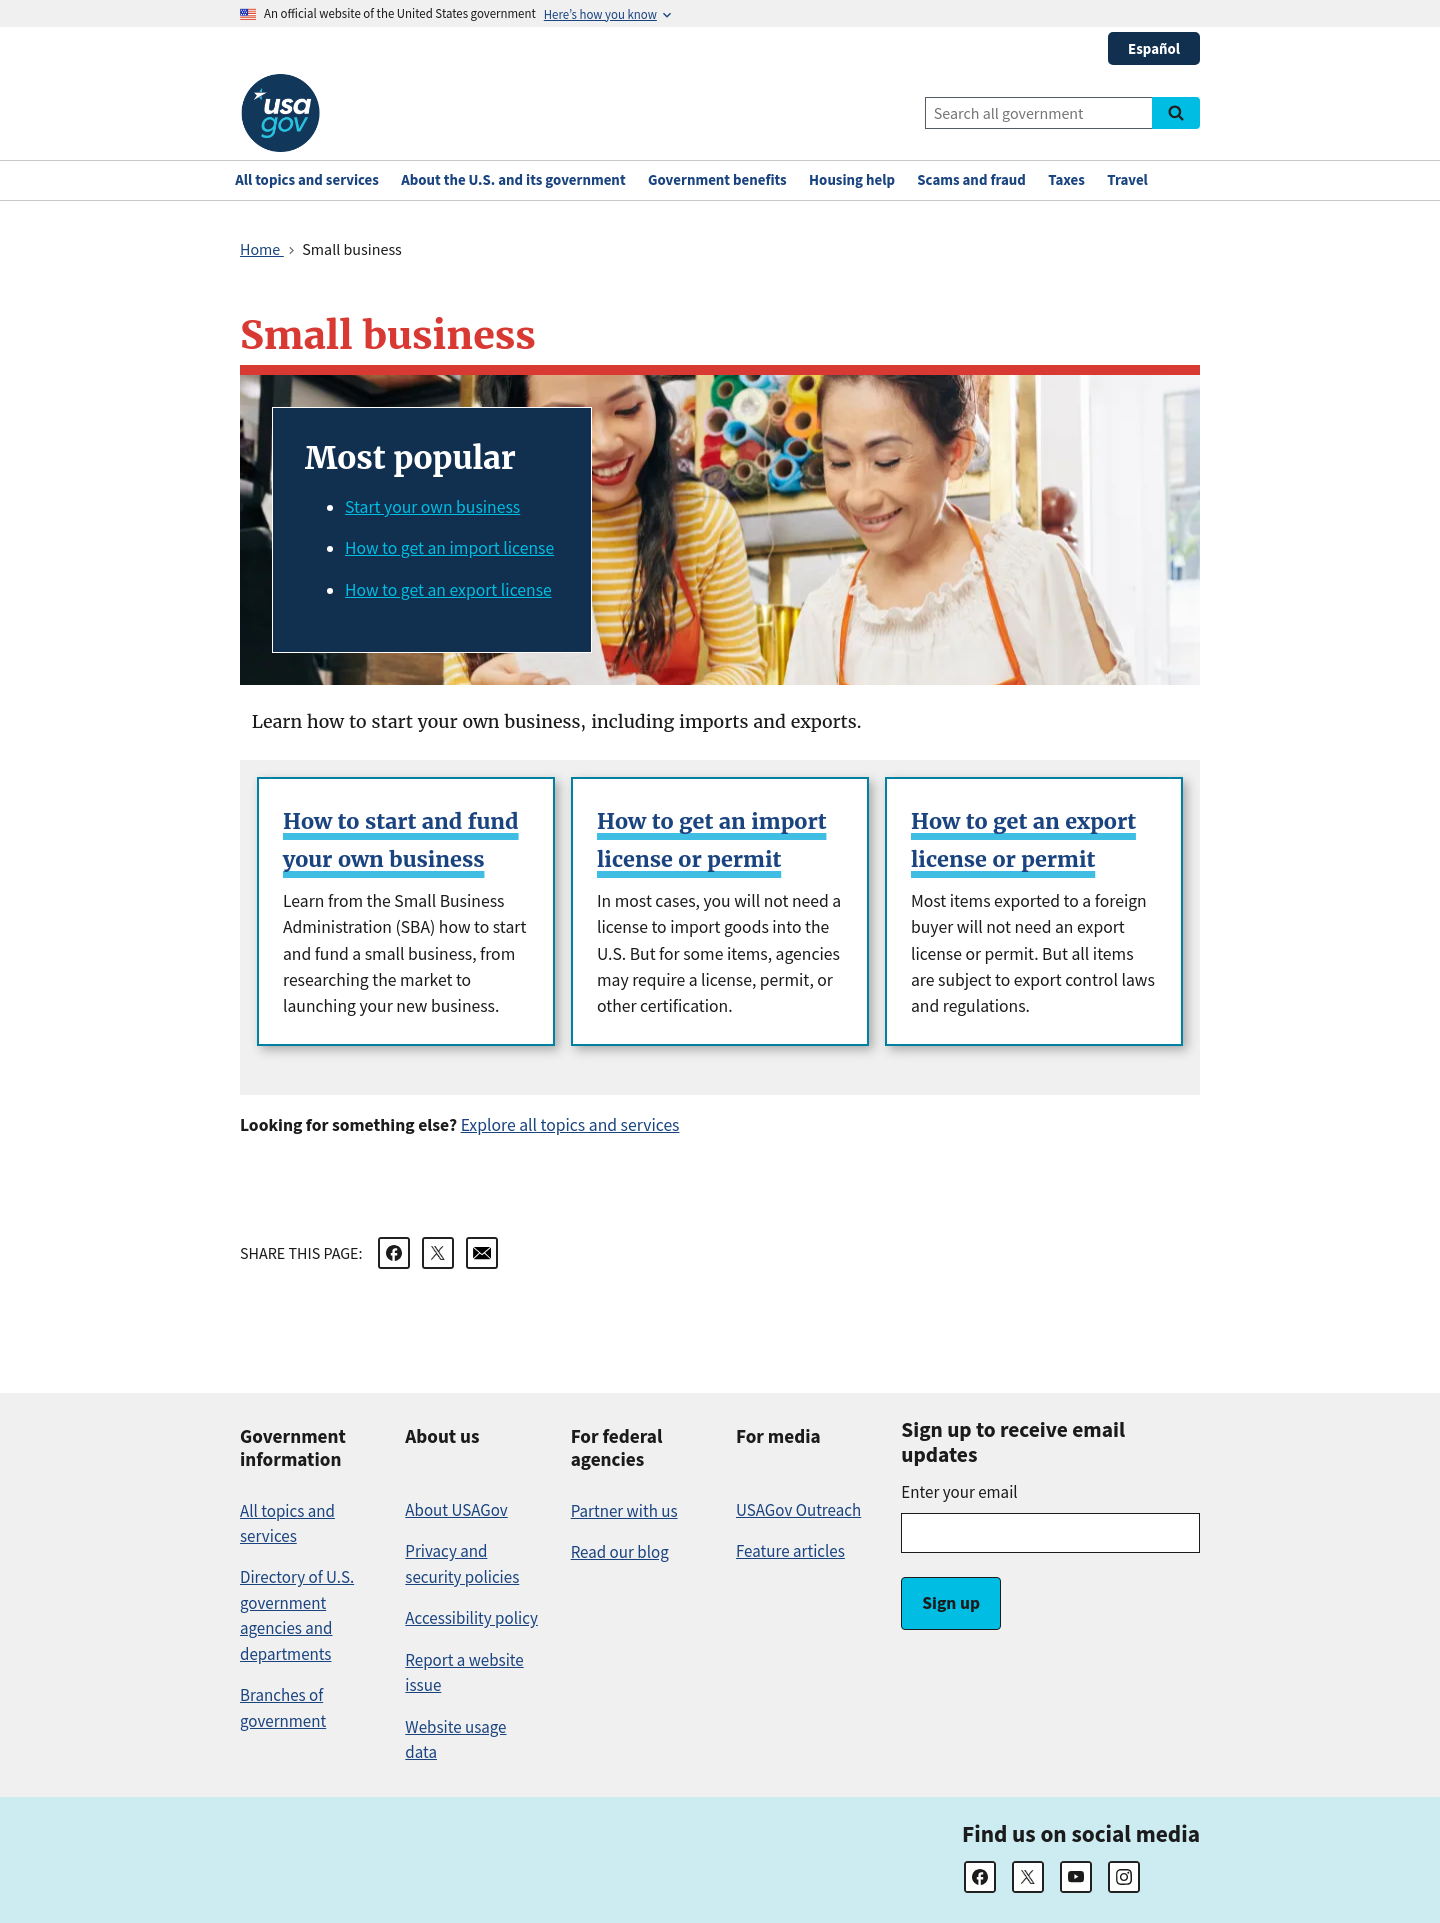 An official website of the United States government Here's how you know
Español
usa
gov
Search all government
All topics and services About the U.S. and its government Government benefits Housing help Scams and fraud Taxes Travel
Home Small business
Small business
Most popular
Start your own business
How to get an import license
How to get an export license
Learn how to start your own business, including imports and exports.
How to start and fund
your own business
Learn from the Small Business
Administration (SBA) how to start
and fund a small business, from
researching the market to
launching your new business.
How to get an import
license or permit
In most cases, you will not need a
license to import goods into the
U.S. But for some items, agencies
may require a license, permit, or
other certification.
How to get an export
license or permit
Most items exported to a foreign
buyer will not need an export
license or permit. But all items
are subject to export control laws
and regulations.
Looking for something else? Explore all topics and services
SHARE THIS PAGE:
Government
information
All topics and
services
Directory of U.S.
government
agencies and
departments
Branches of
government
About us
About USAGov
Privacy and
security policies
Accessibility policy
Report a website
issue
Website usage
data
For federal
agencies
Partner with us
Read our blog
For media
USAGov Outreach
Feature articles
Sign up to receive email
updates
Enter your email
Sign up
Find us on social media